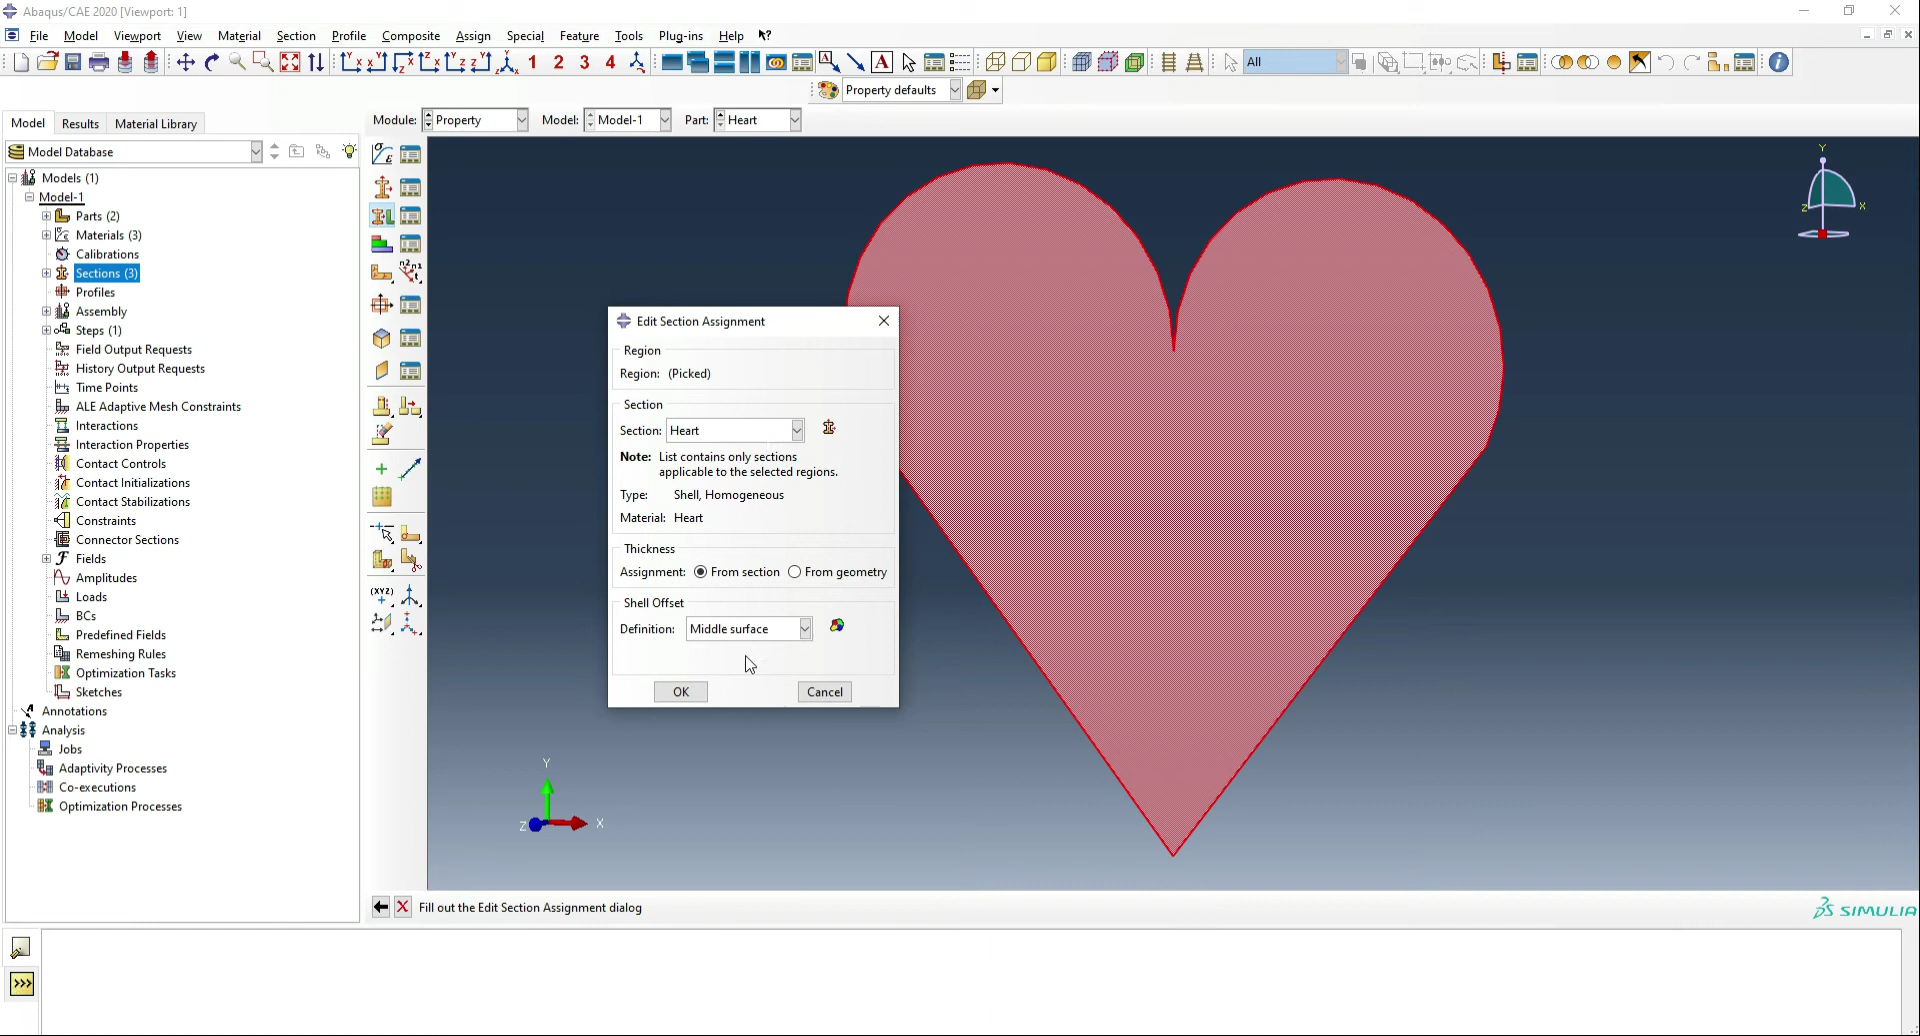 Abaqus/CAE 2020 [Viewport: 1]
File Model Viewport View Material Section Profile Composite Assign Special Feature Tools Plug-ins Help
1 2 3 4 A All
Property defaults
Model Results Material Library
Module: Property Model: Model-1 Part: Heart
Model Database
Models (1)
Model-1
Parts (2)
Materials (3)
Calibrations
Sections (3)
Profiles
Assembly
Steps (1)
Field Output Requests
History Output Requests
Time Points
ALE Adaptive Mesh Constraints
Interactions
Interaction Properties
Contact Controls
Contact Initializations
Contact Stabilizations
Constraints
Connector Sections
Fields
Amplitudes
Loads
BCs
Predefined Fields
Remeshing Rules
Optimization Tasks
Sketches
Annotations
Analysis
Jobs
Adaptivity Processes
Co-executions
Optimization Processes
(XYZ)
Edit Section Assignment
Region
Region: (Picked)
Section
Section: Heart
Note: List contains only sections
applicable to the selected regions.
Type: Shell, Homogeneous
Material: Heart
Thickness
Assignment: From section From geometry
Shell Offset
Definition: Middle surface
OK Cancel
Y
Z X
Y
Z X
Fill out the Edit Section Assignment dialog
SIMULIA
>>>